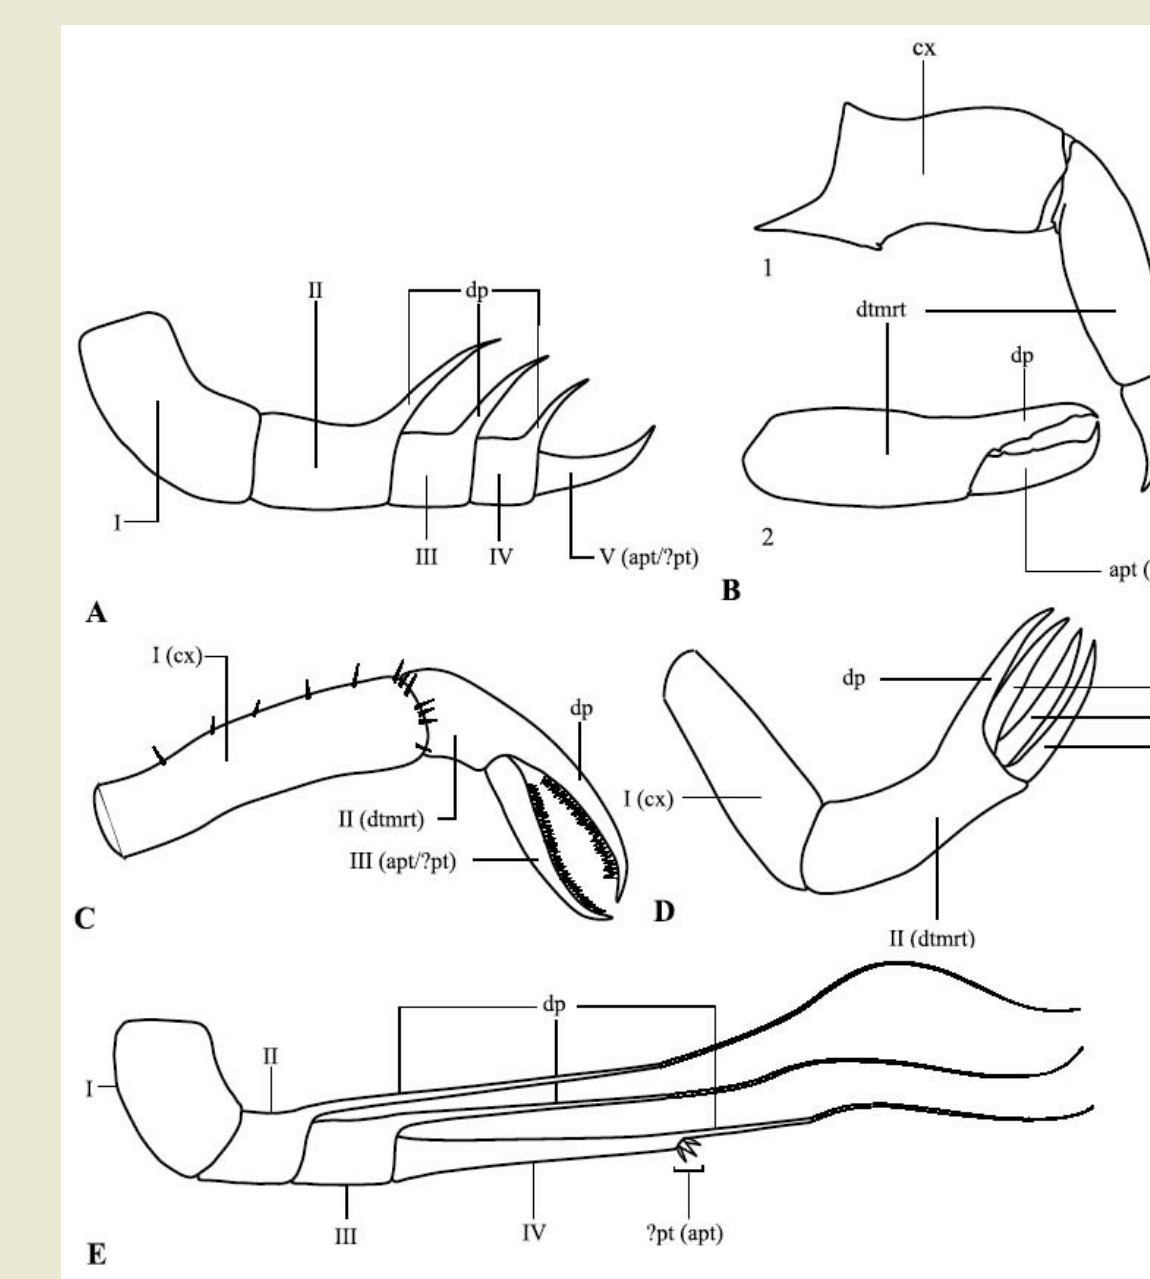 cx
1
II
dp
dtmrt
dp
I
III
IV
V (apt/?pt)
2
apt (
A
B
I (cx)
dp
dp
I (cx)
II (dtmrt)
III (apt/?pt)
C
D
II (dtmrt)
dp
II
I
III
IV
?pt (apt)
E